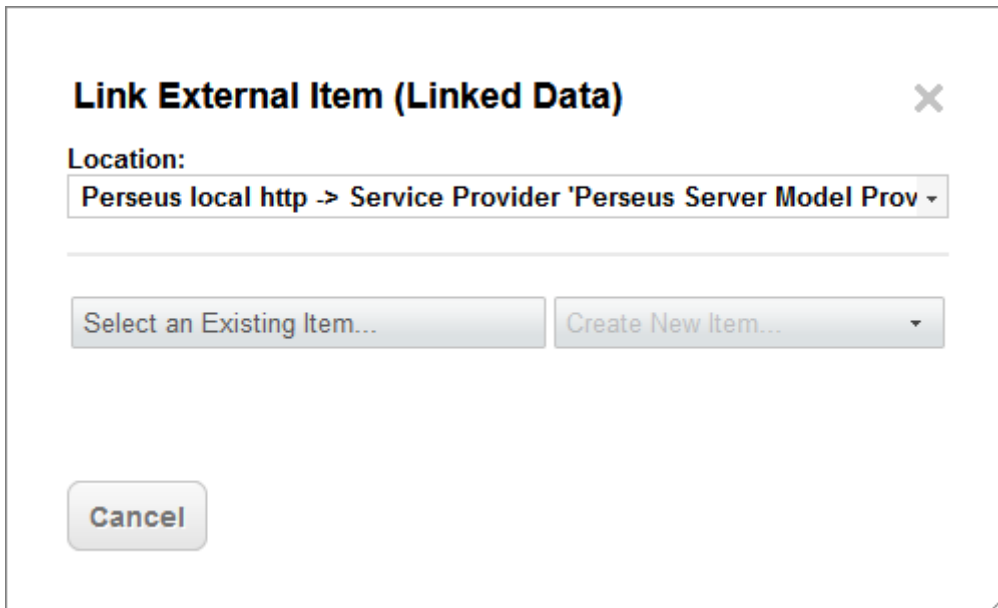 Link External Item (Linked Data)
Location:
Perseus local http -> Service Provider 'Perseus Server Model Prov
Select an Existing Item...
Create New Item...
Cancel